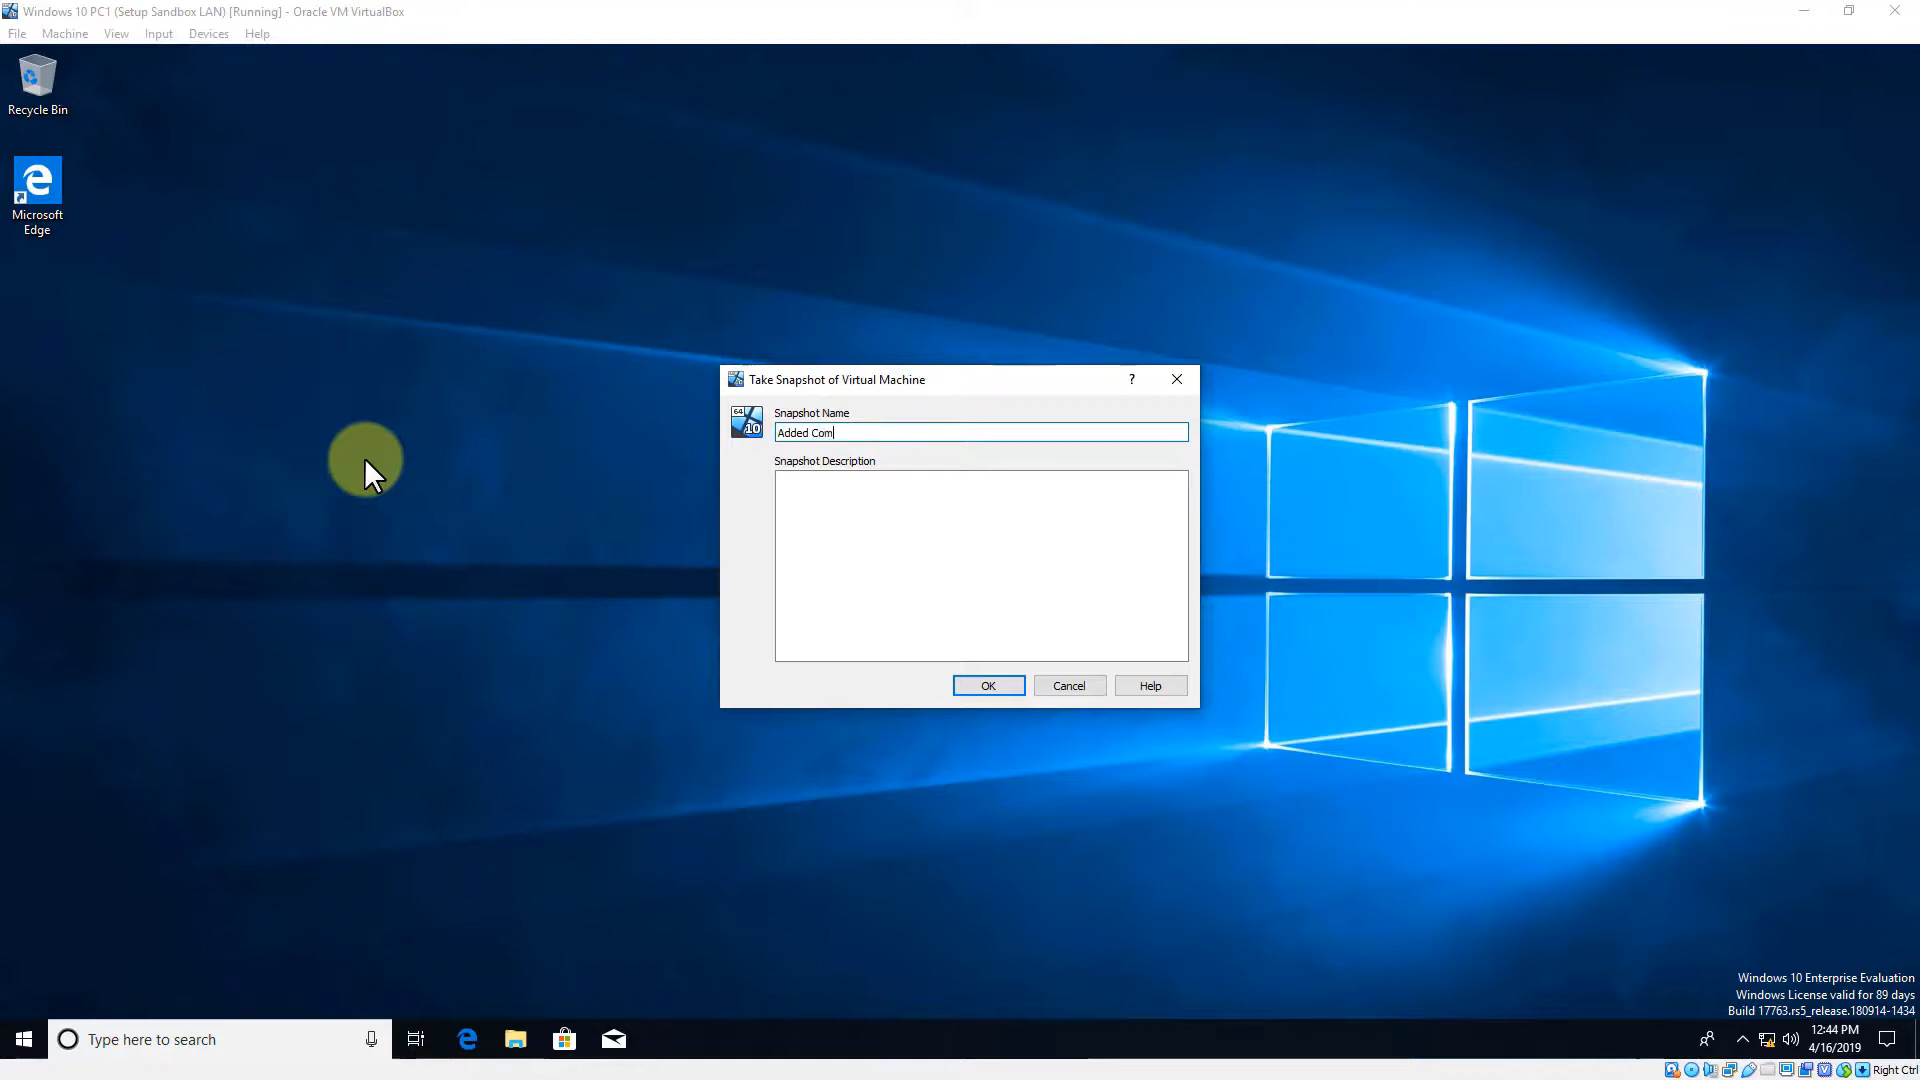 Windows 10 PC1 (Setup Sandbox LAN) [Running] - Oracle VM VirtualBox
File Machine View Input Devices Help
Recycle Bin
Microsoft
Edge
Take Snapshot of Virtual Machine ?
64
10
Snapshot Name
Added Com
Snapshot Description
OK Cancel Help
Windows 10 Enterprise Evaluation
Windows License valid for 89 days
Build 17763.rs5_release.180914-1434
Type here to search
12:44 PM
4/16/2019
Right Ctrl